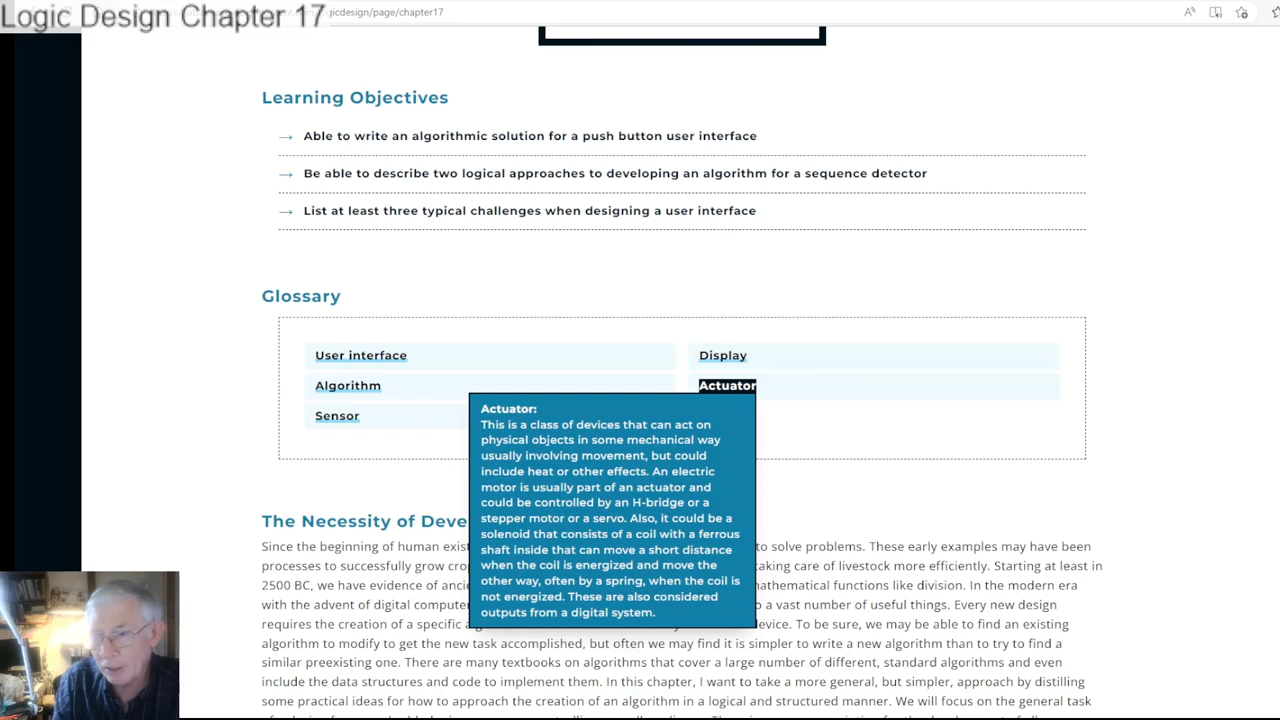 Logic Design Chapter 17
gicdesign/page/chapter17
Learning Objectives
→ Able to write an algorithmic solution for a push button user interface
→ Be able to describe two logical approaches to developing an algorithm for a sequence detector
→ List at least three typical challenges when designing a user interface
Glossary
User interface
Display
Algorithm
Actuator
Sensor
Actuator:
This is a class of devices that can act on
physical objects in some mechanical way
usually involving movement, but could
include heat or other effects. An electric
motor is usually part of an actuator and
could be controlled by an H-bridge or a
stepper motor or a servo. Also, it could be a
solenoid that consists of a coil with a ferrous
shaft inside that can move a short distance
when the coil is energized and move the
other way, often by a spring, when the coil is
not energized. These are also considered
outputs from a digital system.
The Necessity of Deve
Since the beginning of human exis to solve problems. These early examples may have been
processes to successfully grow cro taking care of livestock more efficiently. Starting at least in
2500 BC, we have evidence of anci mathematical functions like division. In the modern era
with the advent of digital compute o a vast number of useful things. Every new design
requires the creation of a specific a device. To be sure, we may be able to find an existing
algorithm to modify to get the new task accomplished, but often we may find it is simpler to write a new algorithm than to try to find a
similar preexisting one. There are many textbooks on algorithms that cover a large number of different, standard algorithms and even
include the data structures and code to implement them. In this chapter, I want to take a more general, but simpler, approach by distilling
some practical ideas for how to approach the creation of an algorithm in a logical and structured manner. We will focus on the general task